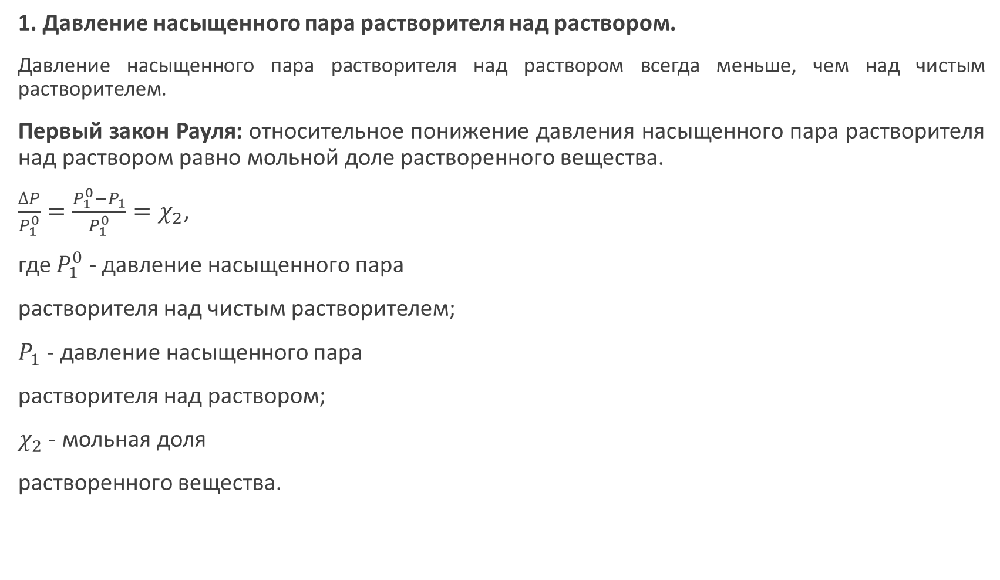 1. Давление насыщенного пара растворителя над раствором.
Давление насыщенного пара растворителя над раствором всегда меньше, чем над чистым
растворителем.
Первый закон Рауля: относительное понижение давления насыщенного пара растворителя
над раствором равно мольной доле растворенного вещества.
$\frac{\Delta P}{P_1^0} = \frac{P_1^0 - P_1}{P_1^0} = \chi_2,$
где $P_1^0$ - давление насыщенного пара
растворителя над чистым растворителем;
$P_1$ - давление насыщенного пара
растворителя над раствором;
$\chi_2$ - мольная доля
растворенного вещества.